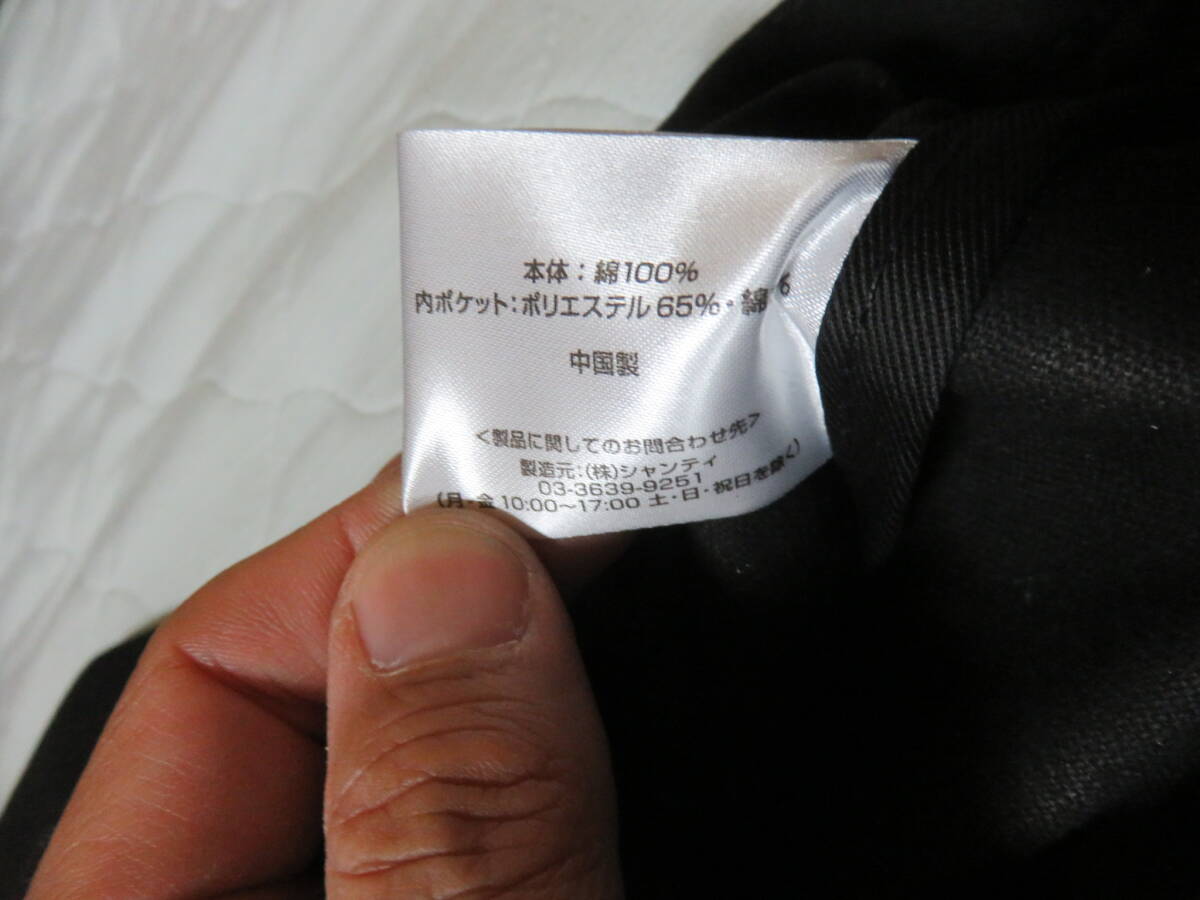 本体：綿100%
内ポケット：ポリエステル 65%・綿
中国製
<製品に関してのお問合わせ先>
製造元：(株)シャンティ
03-3639-9251
(月・金 10:00～17:00 土・日・祝日を除く)